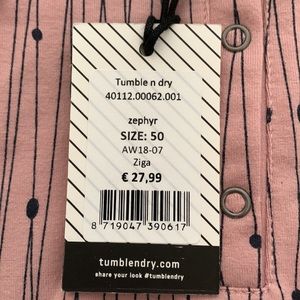 Tumble n dry
40112.00062.001
zephyr
SIZE: 50
AW18-07
Ziga
€ 27,99
8 719047 390617
tumblendry.com
share your look #tumblendry